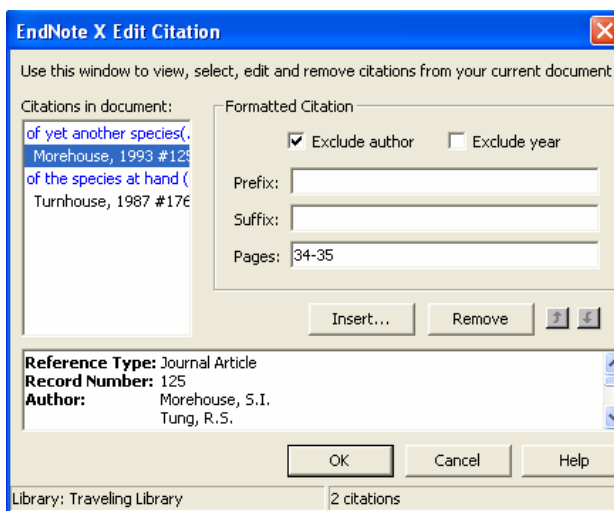 EndNote X Edit Citation
Use this window to view, select, edit and remove citations from your current document
Citations in document:
Formatted Citation
of yet another species(.
Morehouse, 1993 #125
of the species at hand (
Turnhouse, 1987 #176
Exclude author
Exclude year
Prefix:
Suffix:
Pages: 34-35
Insert...
Remove
Reference Type: Journal Article
Record Number: 125
Author: Morehouse, S.I.
Tung, R.S.
OK
Cancel
Help
Library: Traveling Library
2 citations